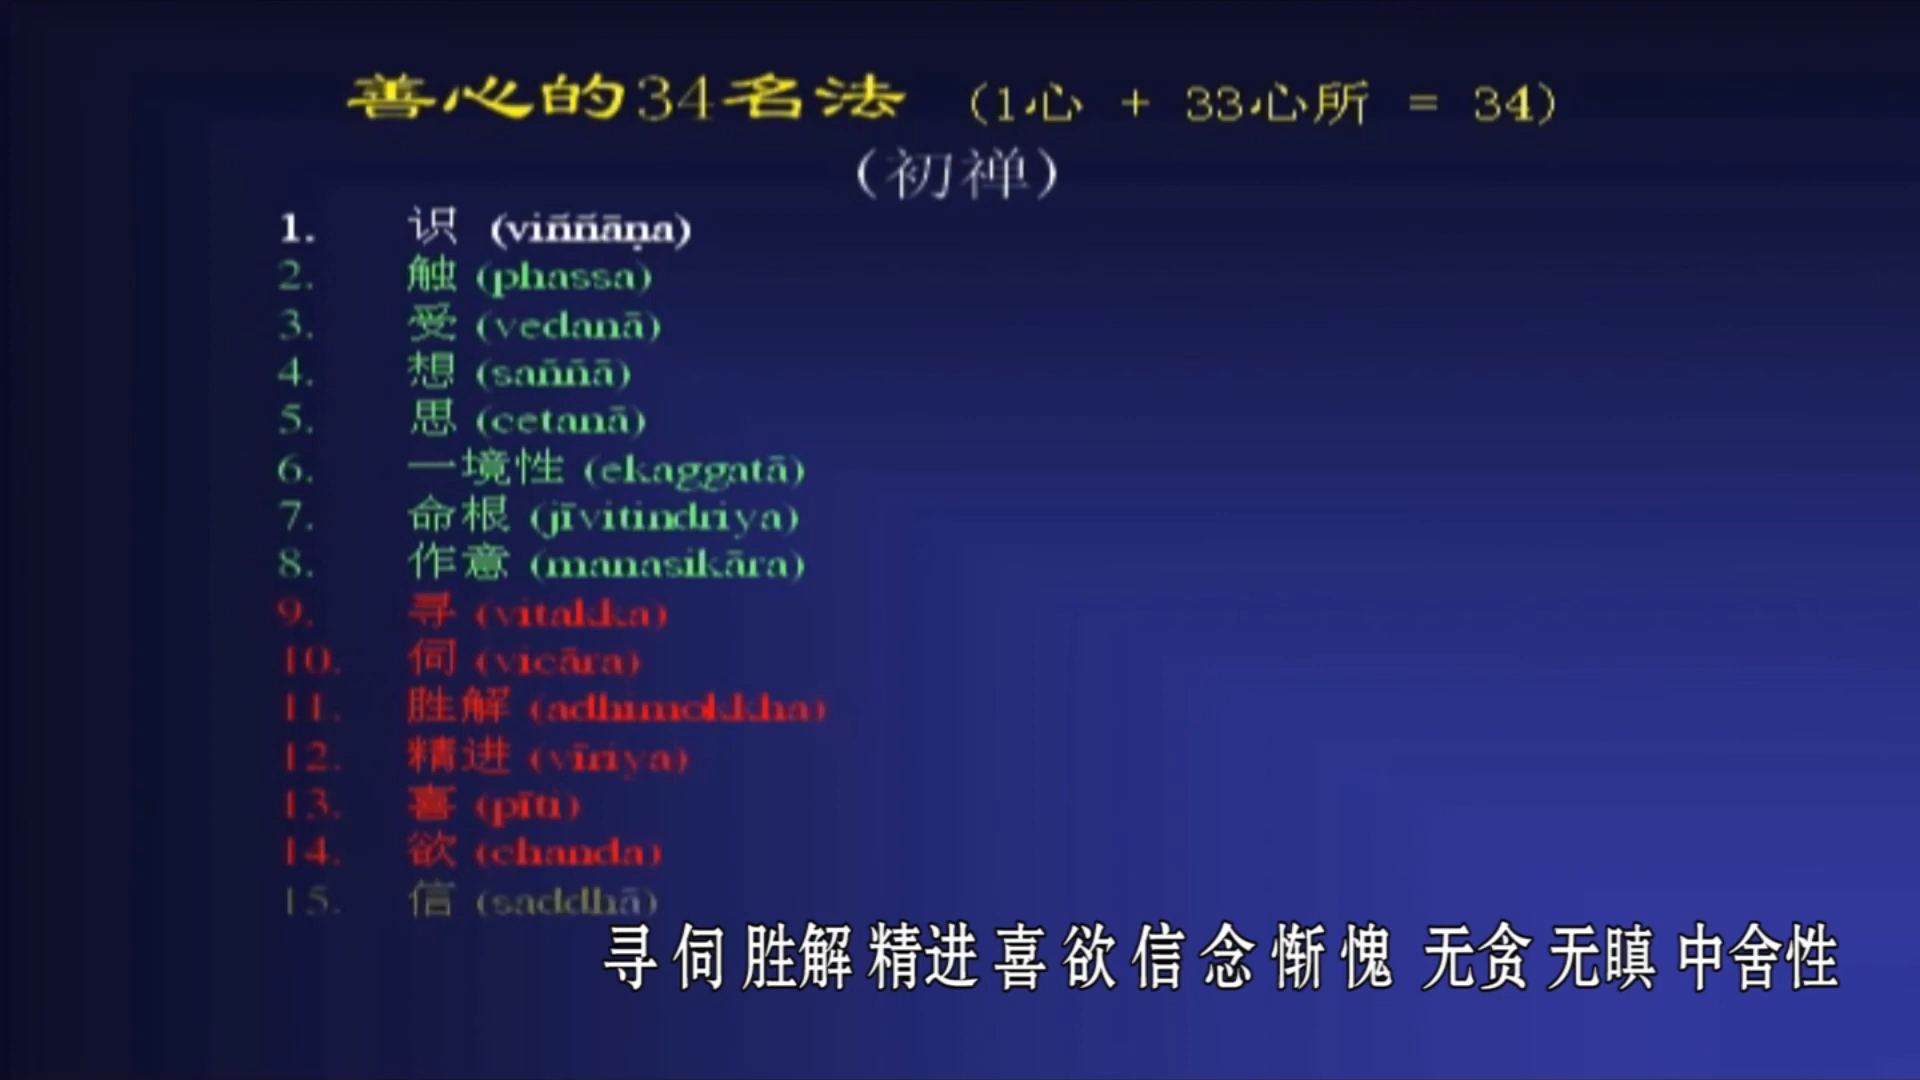 善心的34名法 (1心 + 33心所 = 34)
(初禅)
1. 识 (viññāṇa)
2. 触 (phassa)
3. 受 (vedanā)
4. 想 (saññā)
5. 思 (cetanā)
6. 一境性 (ekaggatā)
7. 命根 (jīvitindriya)
8. 作意 (manasikāra)
9. 寻 (vitakka)
10. 伺 (vicāra)
11. 胜解 (adhimokkha)
12. 精进 (vīriya)
13. 喜 (pīti)
14. 欲 (chanda)
15. 信 (saddhā)
寻 伺 胜解 精进 喜 欲 信 念 惭 愧 无贪 无瞋 中舍性